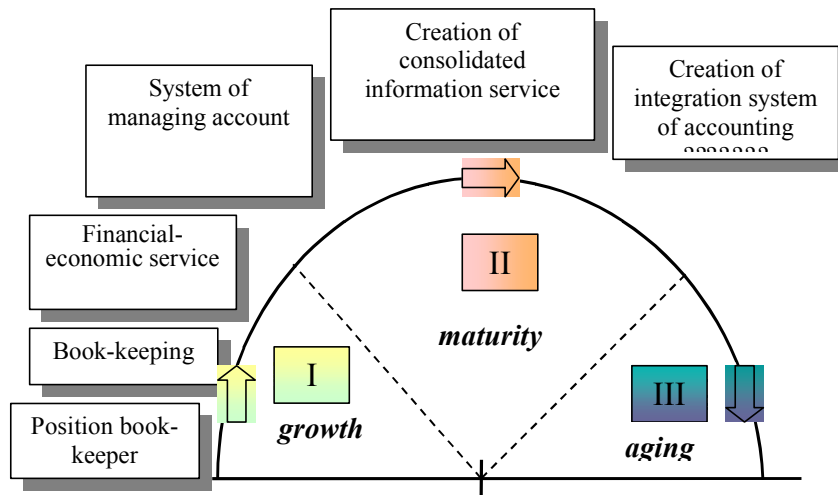 Creation of
consolidated
information service
System of
managing account
Creation of
integration system
of accounting
Financial-
economic service
Book-keeping
Position book-
keeper
I
growth
II
maturity
III
aging